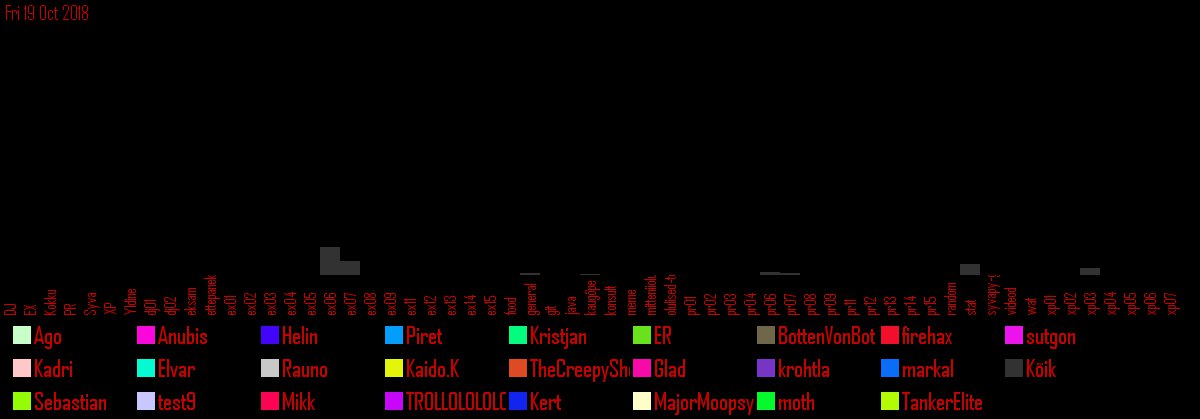 Fri 19 Oct 2018
DJ EX Kokku PR Syva XP Yldine dj01 dj02 eksam ettepanek ex01 ex02 ex03 ex04 ex05 ex06 ex07 ex08 ex09 ex11 ex12 ex13 ex14 ex15 food general git java kaugõpe konsult meme mitteniilolu olulised-t pr01 pr02 pr03 pr04 pr06 pr07 pr08 pr09 pr11 pr12 pr13 pr14 pr15 random stat syvapy-s videod wat xp01 xp02 xp03 xp04 xp05 xp06 xp07
Ago Anubis Helin Piret Kristjan ER BottenVonBot firehax sutgon
Kadri Elvar Rauno Kaido.K TheCreepySh Glad krohtla markal Kõik
Sebastian test9 Mikk TROLLOLOLOLO Kert MajorMoopsy moth TankerElite